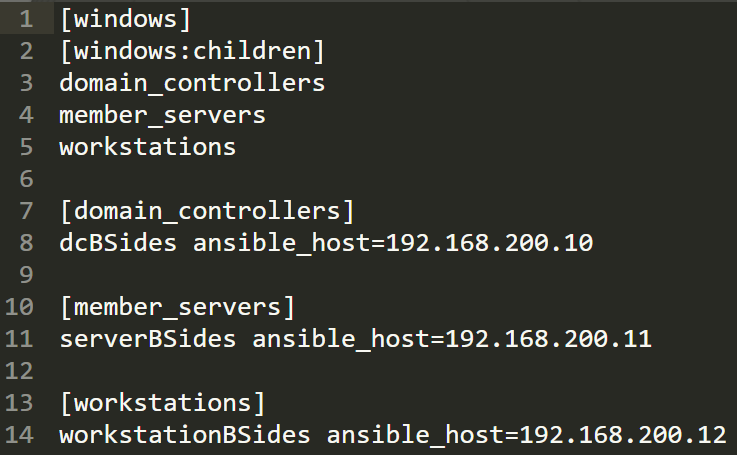 1 [windows]
2 [windows:children]
3 domain_controllers
4 member_servers
5 workstations
6
7 [domain_controllers]
8 dcBSides ansible_host=192.168.200.10
9
10 [member_servers]
11 serverBSides ansible_host=192.168.200.11
12
13 [workstations]
14 workstationBSides ansible_host=192.168.200.12